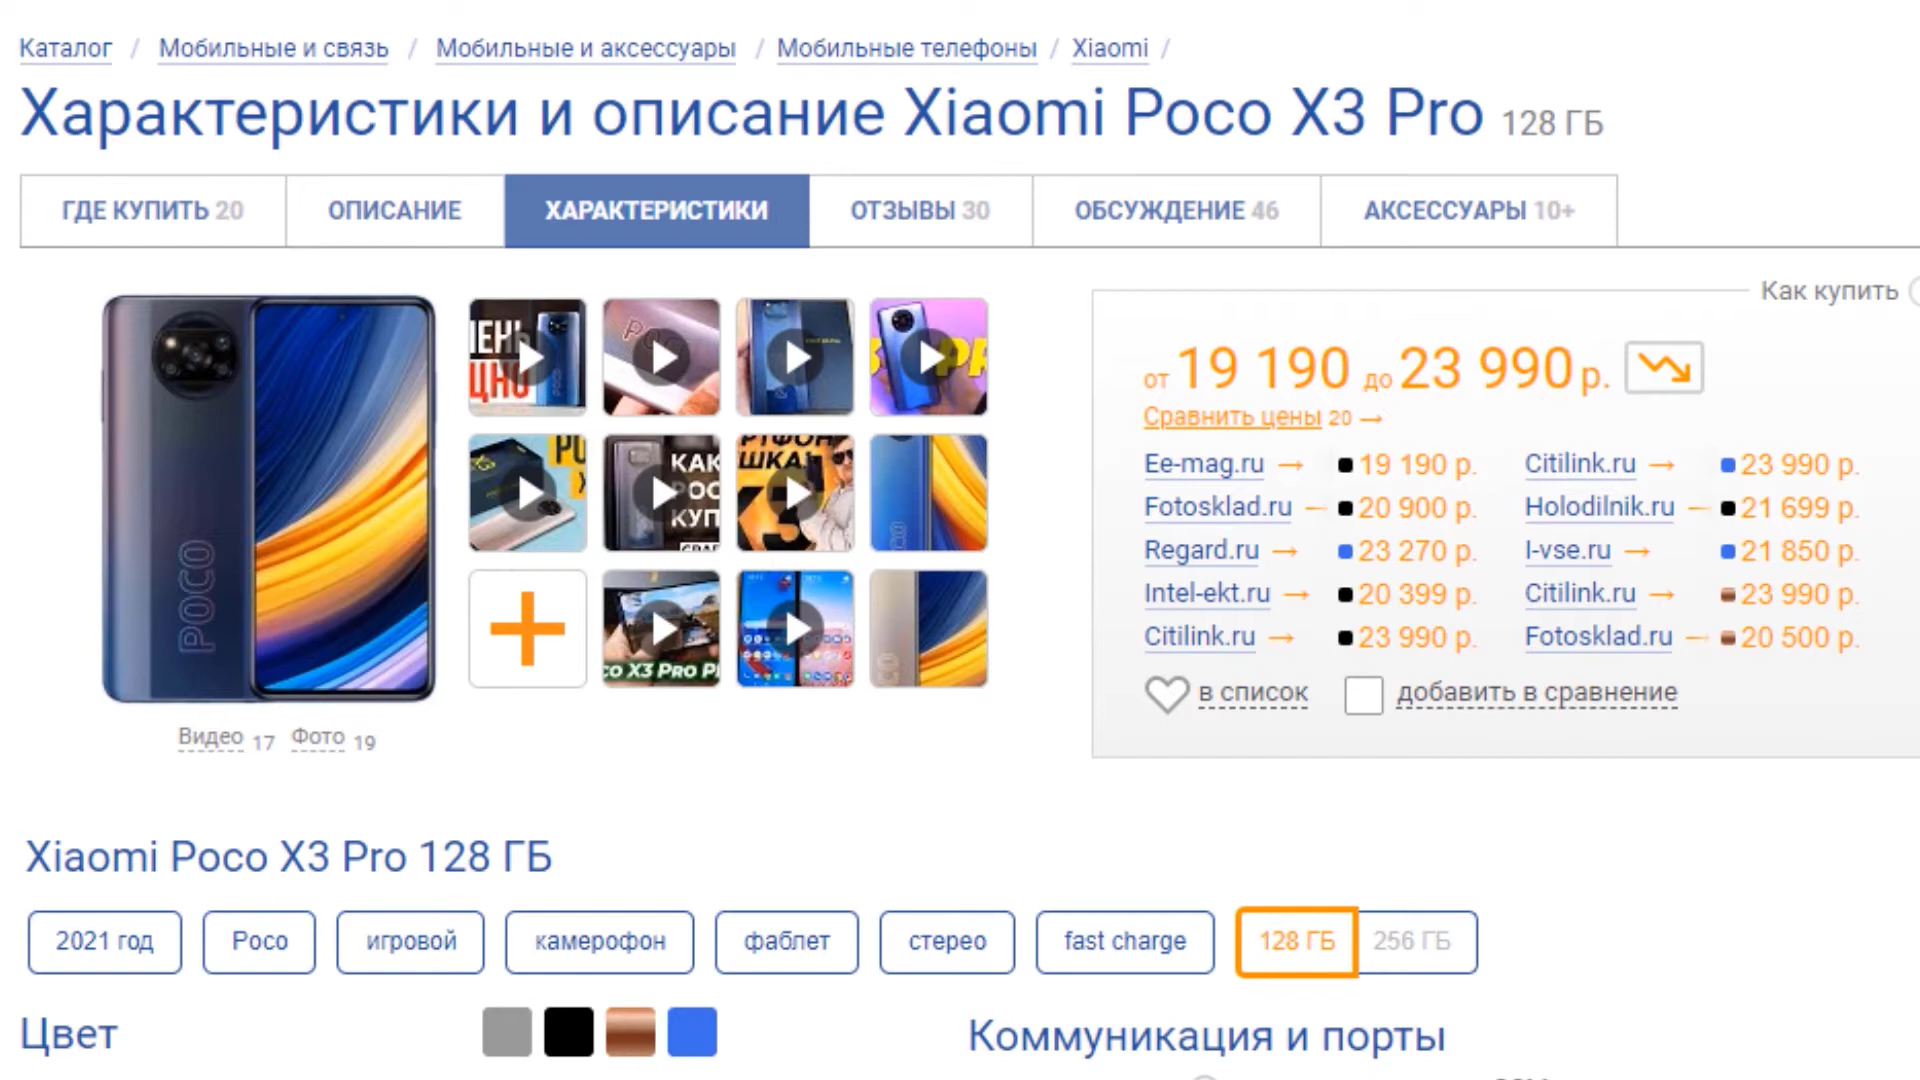 Каталог / Мобильные и связь / Мобильные и аксессуары / Мобильные телефоны / Xiaomi /
Характеристики и описание Xiaomi Poco X3 Pro 128 ГБ
ГДЕ КУПИТЬ 20 ОПИСАНИЕ ХАРАКТЕРИСТИКИ ОТЗЫВЫ 30 ОБСУЖДЕНИЕ 46 АКСЕССУАРЫ 10+
Как купить
от 19 190 до 23 990 р.
Сравнить цены 20 →
Ee-mag.ru → 19 190 р. Citilink.ru → 23 990 р.
Fotosklad.ru 20 900 р. Holodilnik.ru 21 699 р.
Regard.ru → 23 270 р. I-vse.ru → 21 850 р.
Intel-ekt.ru → 20 399 р. Citilink.ru → 23 990 р.
Citilink.ru → 23 990 р. Fotosklad.ru 20 500 р.
в список добавить в сравнение
POCO
КАК
КУП
Видео 17 Фото 19
Xiaomi Poco X3 Pro 128 ГБ
2021 год Poco игровой камерофон фаблет стерео fast charge 128 ГБ 256 ГБ
Цвет
Коммуникация и порты